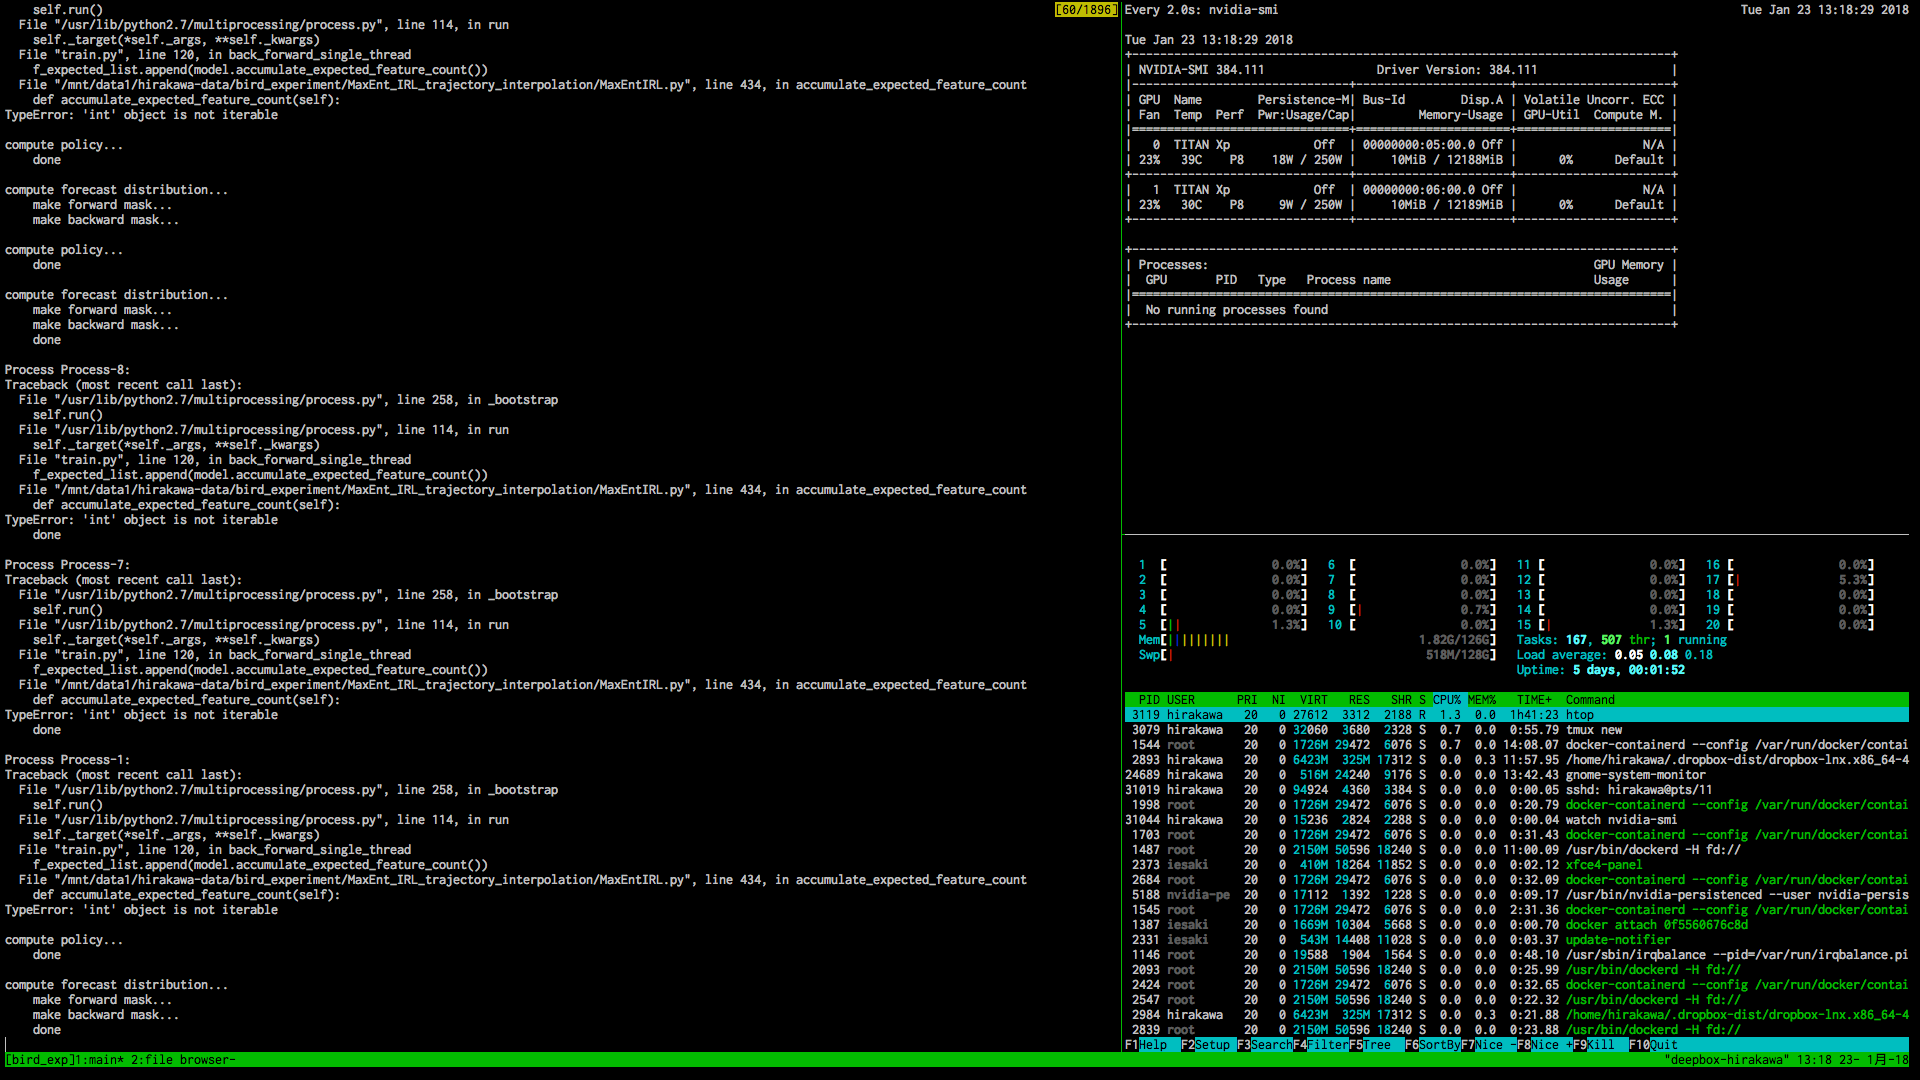 self.run()
  File "/usr/lib/python2.7/multiprocessing/process.py", line 114, in run
    self._target(*self._args, **self._kwargs)
  File "train.py", line 120, in back_forward_single_thread
    f_expected_list.append(model.accumulate_expected_feature_count())
  File "/mnt/data1/hirakawa-data/bird_experiment/MaxEnt_IRL_trajectory_interpolation/MaxEntIRL.py", line 434, in accumulate_expected_feature_count
    def accumulate_expected_feature_count(self):
TypeError: 'int' object is not iterable

compute policy...
    done

compute forecast distribution...
    make forward mask...
    make backward mask...

compute policy...
    done

compute forecast distribution...
    make forward mask...
    make backward mask...
    done

Process Process-8:
Traceback (most recent call last):
  File "/usr/lib/python2.7/multiprocessing/process.py", line 258, in _bootstrap
    self.run()
  File "/usr/lib/python2.7/multiprocessing/process.py", line 114, in run
    self._target(*self._args, **self._kwargs)
  File "train.py", line 120, in back_forward_single_thread
    f_expected_list.append(model.accumulate_expected_feature_count())
  File "/mnt/data1/hirakawa-data/bird_experiment/MaxEnt_IRL_trajectory_interpolation/MaxEntIRL.py", line 434, in accumulate_expected_feature_count
    def accumulate_expected_feature_count(self):
TypeError: 'int' object is not iterable
    done

Process Process-7:
Traceback (most recent call last):
  File "/usr/lib/python2.7/multiprocessing/process.py", line 258, in _bootstrap
    self.run()
  File "/usr/lib/python2.7/multiprocessing/process.py", line 114, in run
    self._target(*self._args, **self._kwargs)
  File "train.py", line 120, in back_forward_single_thread
    f_expected_list.append(model.accumulate_expected_feature_count())
  File "/mnt/data1/hirakawa-data/bird_experiment/MaxEnt_IRL_trajectory_interpolation/MaxEntIRL.py", line 434, in accumulate_expected_feature_count
    def accumulate_expected_feature_count(self):
TypeError: 'int' object is not iterable
    done

Process Process-1:
Traceback (most recent call last):
  File "/usr/lib/python2.7/multiprocessing/process.py", line 258, in _bootstrap
    self.run()
  File "/usr/lib/python2.7/multiprocessing/process.py", line 114, in run
    self._target(*self._args, **self._kwargs)
  File "train.py", line 120, in back_forward_single_thread
    f_expected_list.append(model.accumulate_expected_feature_count())
  File "/mnt/data1/hirakawa-data/bird_experiment/MaxEnt_IRL_trajectory_interpolation/MaxEntIRL.py", line 434, in accumulate_expected_feature_count
    def accumulate_expected_feature_count(self):
TypeError: 'int' object is not iterable

compute policy...
    done

compute forecast distribution...
    make forward mask...
    make backward mask...
    done
[60/1896]
Every 2.0s: nvidia-smi Tue Jan 23 13:18:29 2018

Tue Jan 23 13:18:29 2018
| NVIDIA-SMI 384.111 Driver Version: 384.111 |
| GPU Name Persistence-M| Bus-Id Disp.A | Volatile Uncorr. ECC |
| Fan Temp Perf Pwr:Usage/Cap| Memory-Usage | GPU-Util Compute M. |
| 0 TITAN Xp Off | 00000000:05:00.0 Off | N/A |
| 23% 39C P8 18W / 250W | 10MiB / 12188MiB | 0% Default |
| 1 TITAN Xp Off | 00000000:06:00.0 Off | N/A |
| 23% 30C P8 9W / 250W | 10MiB / 12189MiB | 0% Default |
| Processes: GPU Memory |
| GPU PID Type Process name Usage |
| No running processes found |

1 [ 0.0%] 6 [ 0.0%] 11 [ 0.0%] 16 [ 0.0%]
2 [ 0.0%] 7 [ 0.0%] 12 [ 0.0%] 17 [| 5.3%]
3 [ 0.0%] 8 [ 0.0%] 13 [ 0.0%] 18 [ 0.0%]
4 [ 0.0%] 9 [| 0.7%] 14 [ 0.0%] 19 [ 0.0%]
5 [|| 1.3%] 10 [ 0.0%] 15 [| 1.3%] 20 [ 0.0%]
Mem[||||||||| 1.82G/126G] Tasks: 167, 507 thr; 1 running
Swp[| 518M/128G] Load average: 0.05 0.08 0.18
Uptime: 5 days, 00:01:52

PID USER PRI NI VIRT RES SHR S CPU% MEM% TIME+ Command
3119 hirakawa 20 0 27612 3312 2188 R 1.3 0.0 1h41:23 htop
3079 hirakawa 20 0 32060 3680 2328 S 0.7 0.0 0:55.79 tmux new
1544 root 20 0 1726M 29472 6076 S 0.7 0.0 14:08.07 docker-containerd --config /var/run/docker/contai
2893 hirakawa 20 0 6423M 325M 17312 S 0.0 0.3 11:57.95 /home/hirakawa/.dropbox-dist/dropbox-lnx.x86_64-4
24689 hirakawa 20 0 516M 24240 9176 S 0.0 0.0 13:42.43 gnome-system-monitor
31019 hirakawa 20 0 94924 4360 3384 S 0.0 0.0 0:00.05 sshd: hirakawa@pts/11
1998 root 20 0 1726M 29472 6076 S 0.0 0.0 0:20.79 docker-containerd --config /var/run/docker/contai
31044 hirakawa 20 0 15236 2824 2288 S 0.0 0.0 0:00.04 watch nvidia-smi
1703 root 20 0 1726M 29472 6076 S 0.0 0.0 0:31.43 docker-containerd --config /var/run/docker/contai
1487 root 20 0 2150M 50596 18240 S 0.0 0.0 11:00.09 /usr/bin/dockerd -H fd://
2373 iesaki 20 0 410M 18264 11852 S 0.0 0.0 0:02.12 xfce4-panel
2684 root 20 0 1726M 29472 6076 S 0.0 0.0 0:32.09 docker-containerd --config /var/run/docker/contai
5188 nvidia-pe 20 0 17112 1392 1228 S 0.0 0.0 0:09.17 /usr/bin/nvidia-persistenced --user nvidia-persis
1545 root 20 0 1726M 29472 6076 S 0.0 0.0 2:31.36 docker-containerd --config /var/run/docker/contai
1387 iesaki 20 0 1669M 10304 5668 S 0.0 0.0 0:00.70 docker attach 0f5560676c8d
2331 iesaki 20 0 543M 14408 11028 S 0.0 0.0 0:03.37 update-notifier
1146 root 20 0 19588 1904 1564 S 0.0 0.0 0:48.10 /usr/sbin/irqbalance --pid=/var/run/irqbalance.pi
2093 root 20 0 2150M 50596 18240 S 0.0 0.0 0:25.99 /usr/bin/dockerd -H fd://
2424 root 20 0 1726M 29472 6076 S 0.0 0.0 0:32.65 docker-containerd --config /var/run/docker/contai
2547 root 20 0 2150M 50596 18240 S 0.0 0.0 0:22.32 /usr/bin/dockerd -H fd://
2984 hirakawa 20 0 6423M 325M 17312 S 0.0 0.3 0:21.88 /home/hirakawa/.dropbox-dist/dropbox-lnx.x86_64-4
2839 root 20 0 2150M 50596 18240 S 0.0 0.0 0:23.88 /usr/bin/dockerd -H fd://
F1Help F2Setup F3SearchF4FilterF5Tree F6SortByF7Nice -F8Nice +F9Kill F10Quit
[bird_exp]1:main* 2:file browser- "deepbox-hirakawa" 13:18 23- 1月-18